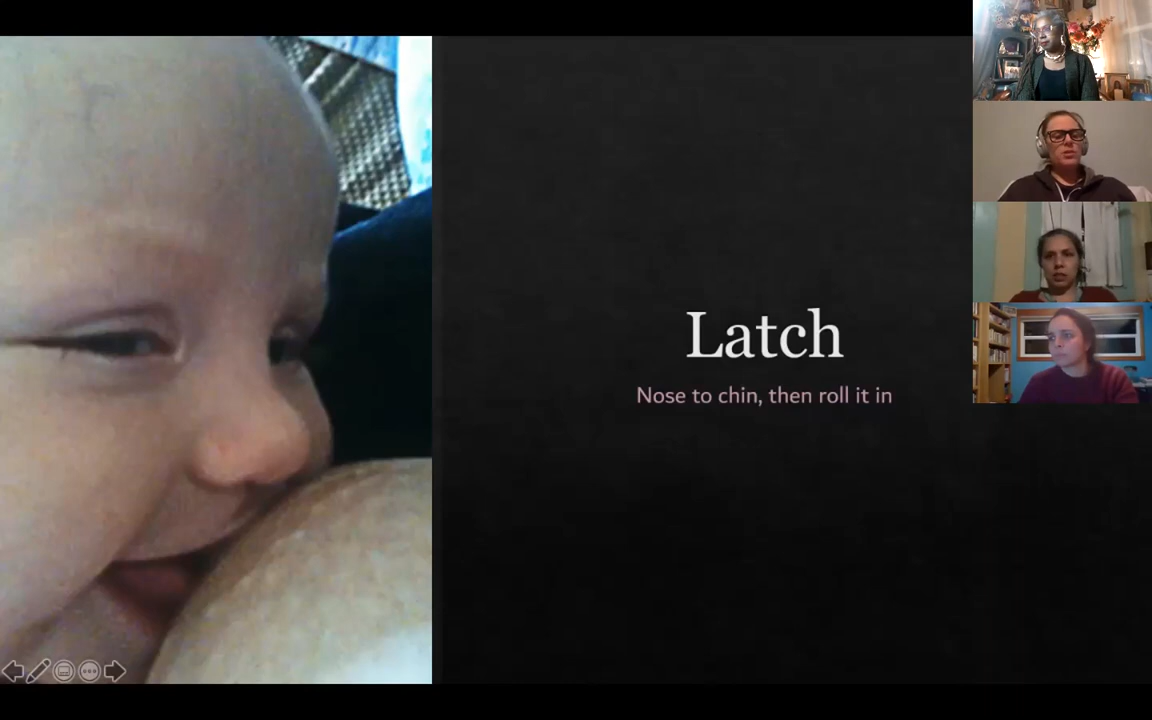 Latch
Nose to chin, then roll it in